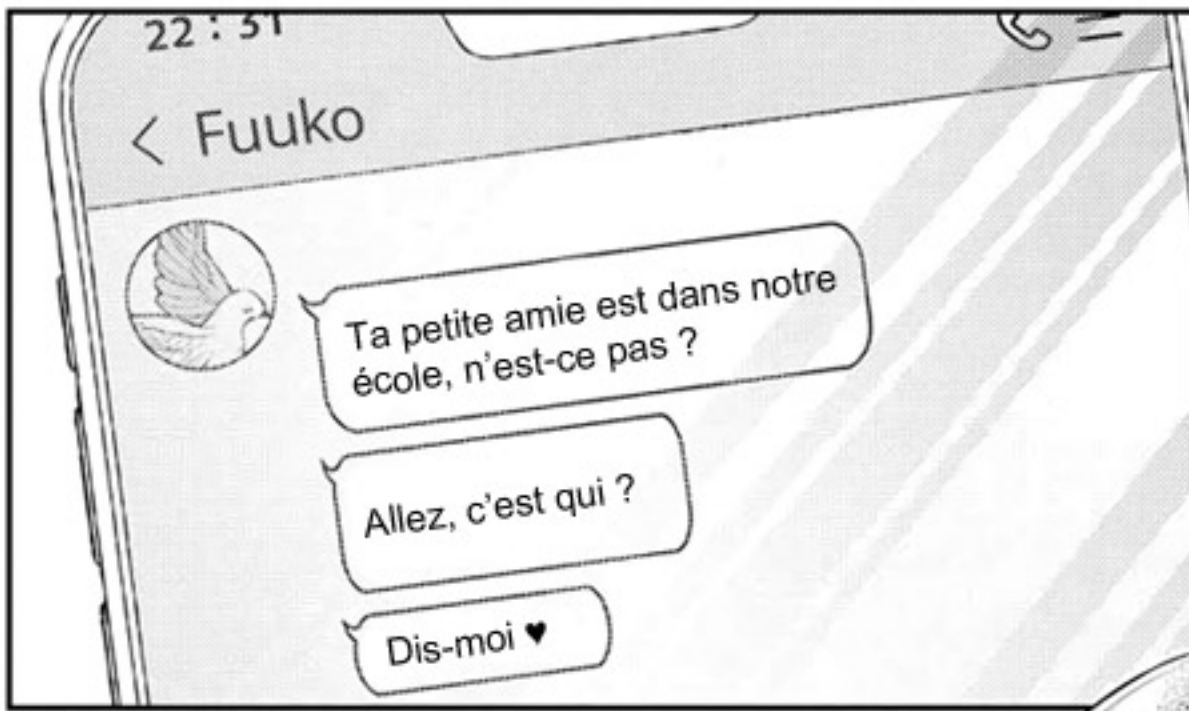 22:31
< Fuuko
Ta petite amie est dans notre
école, n'est-ce pas ?
Allez, c'est qui ?
Dis-moi ♥